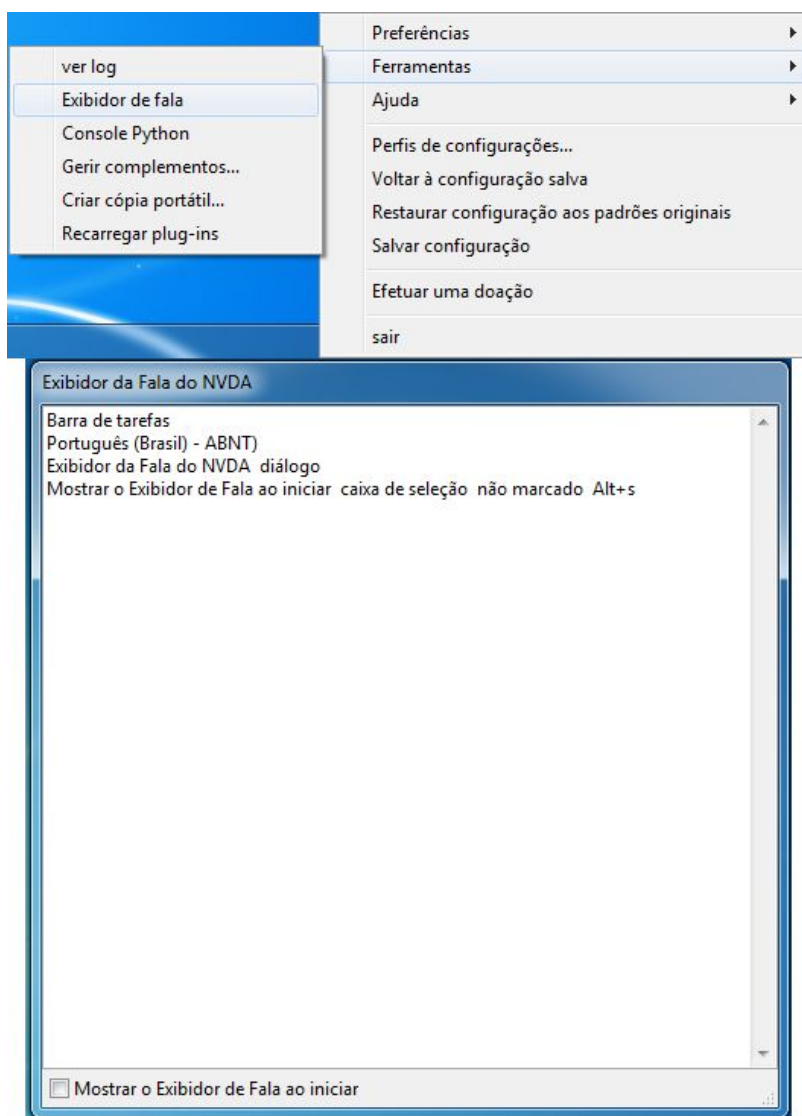 Preferências
Ferramentas
Ajuda
Perfis de configurações...
Voltar à configuração salva
Restaurar configuração aos padrões originais
Salvar configuração
Efetuar uma doação
sair
ver log
Exibidor de fala
Console Python
Gerir complementos...
Criar cópia portátil...
Recarregar plug-ins
Exibidor da Fala do NVDA
Barra de tarefas
Português (Brasil) - ABNT)
Exibidor da Fala do NVDA  diálogo
Mostrar o Exibidor de Fala ao iniciar  caixa de seleção  não marcado  Alt+s
Mostrar o Exibidor de Fala ao iniciar